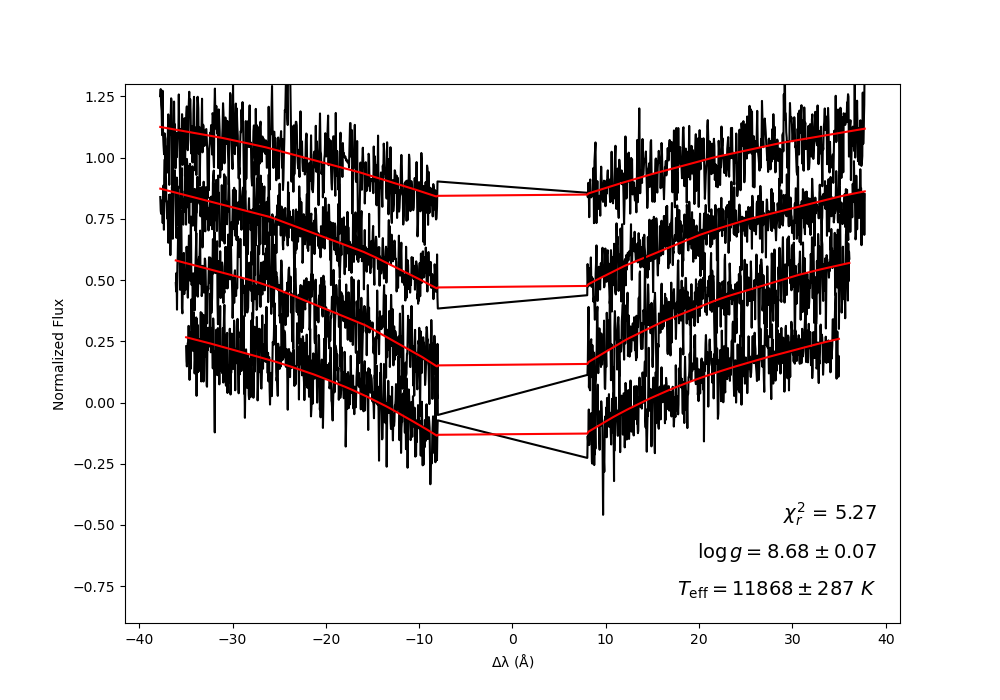 1.25
1.00
0.75
0.50
0.25
0.00
−0.25
−0.50
−0.75
Normalized Flux
χ²ᵣ = 5.27
log g = 8.68 ± 0.07
T_eff = 11868 ± 287 K
−40 −30 −20 −10 0 10 20 30 40
Δλ (Å)